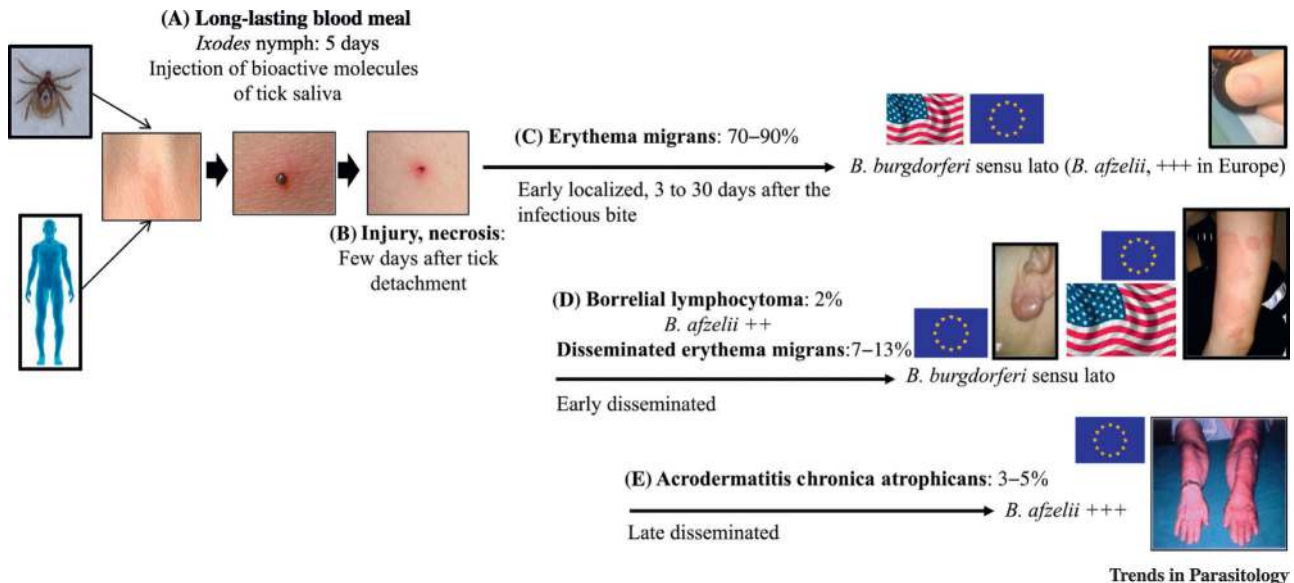 (A) Long-lasting blood meal
Ixodes nymph: 5 days
Injection of bioactive molecules
of tick saliva
(B) Injury, necrosis:
Few days after tick
detachment
(C) Erythema migrans: 70–90%
Early localized, 3 to 30 days after the
infectious bite
B. burgdorferi sensu lato (B. afzelii, +++ in Europe)
(D) Borrelial lymphocytoma: 2%
B. afzelii ++
Disseminated erythema migrans:7–13%
Early disseminated
B. burgdorferi sensu lato
(E) Acrodermatitis chronica atrophicans: 3–5%
Late disseminated
B. afzelii +++
Trends in Parasitology